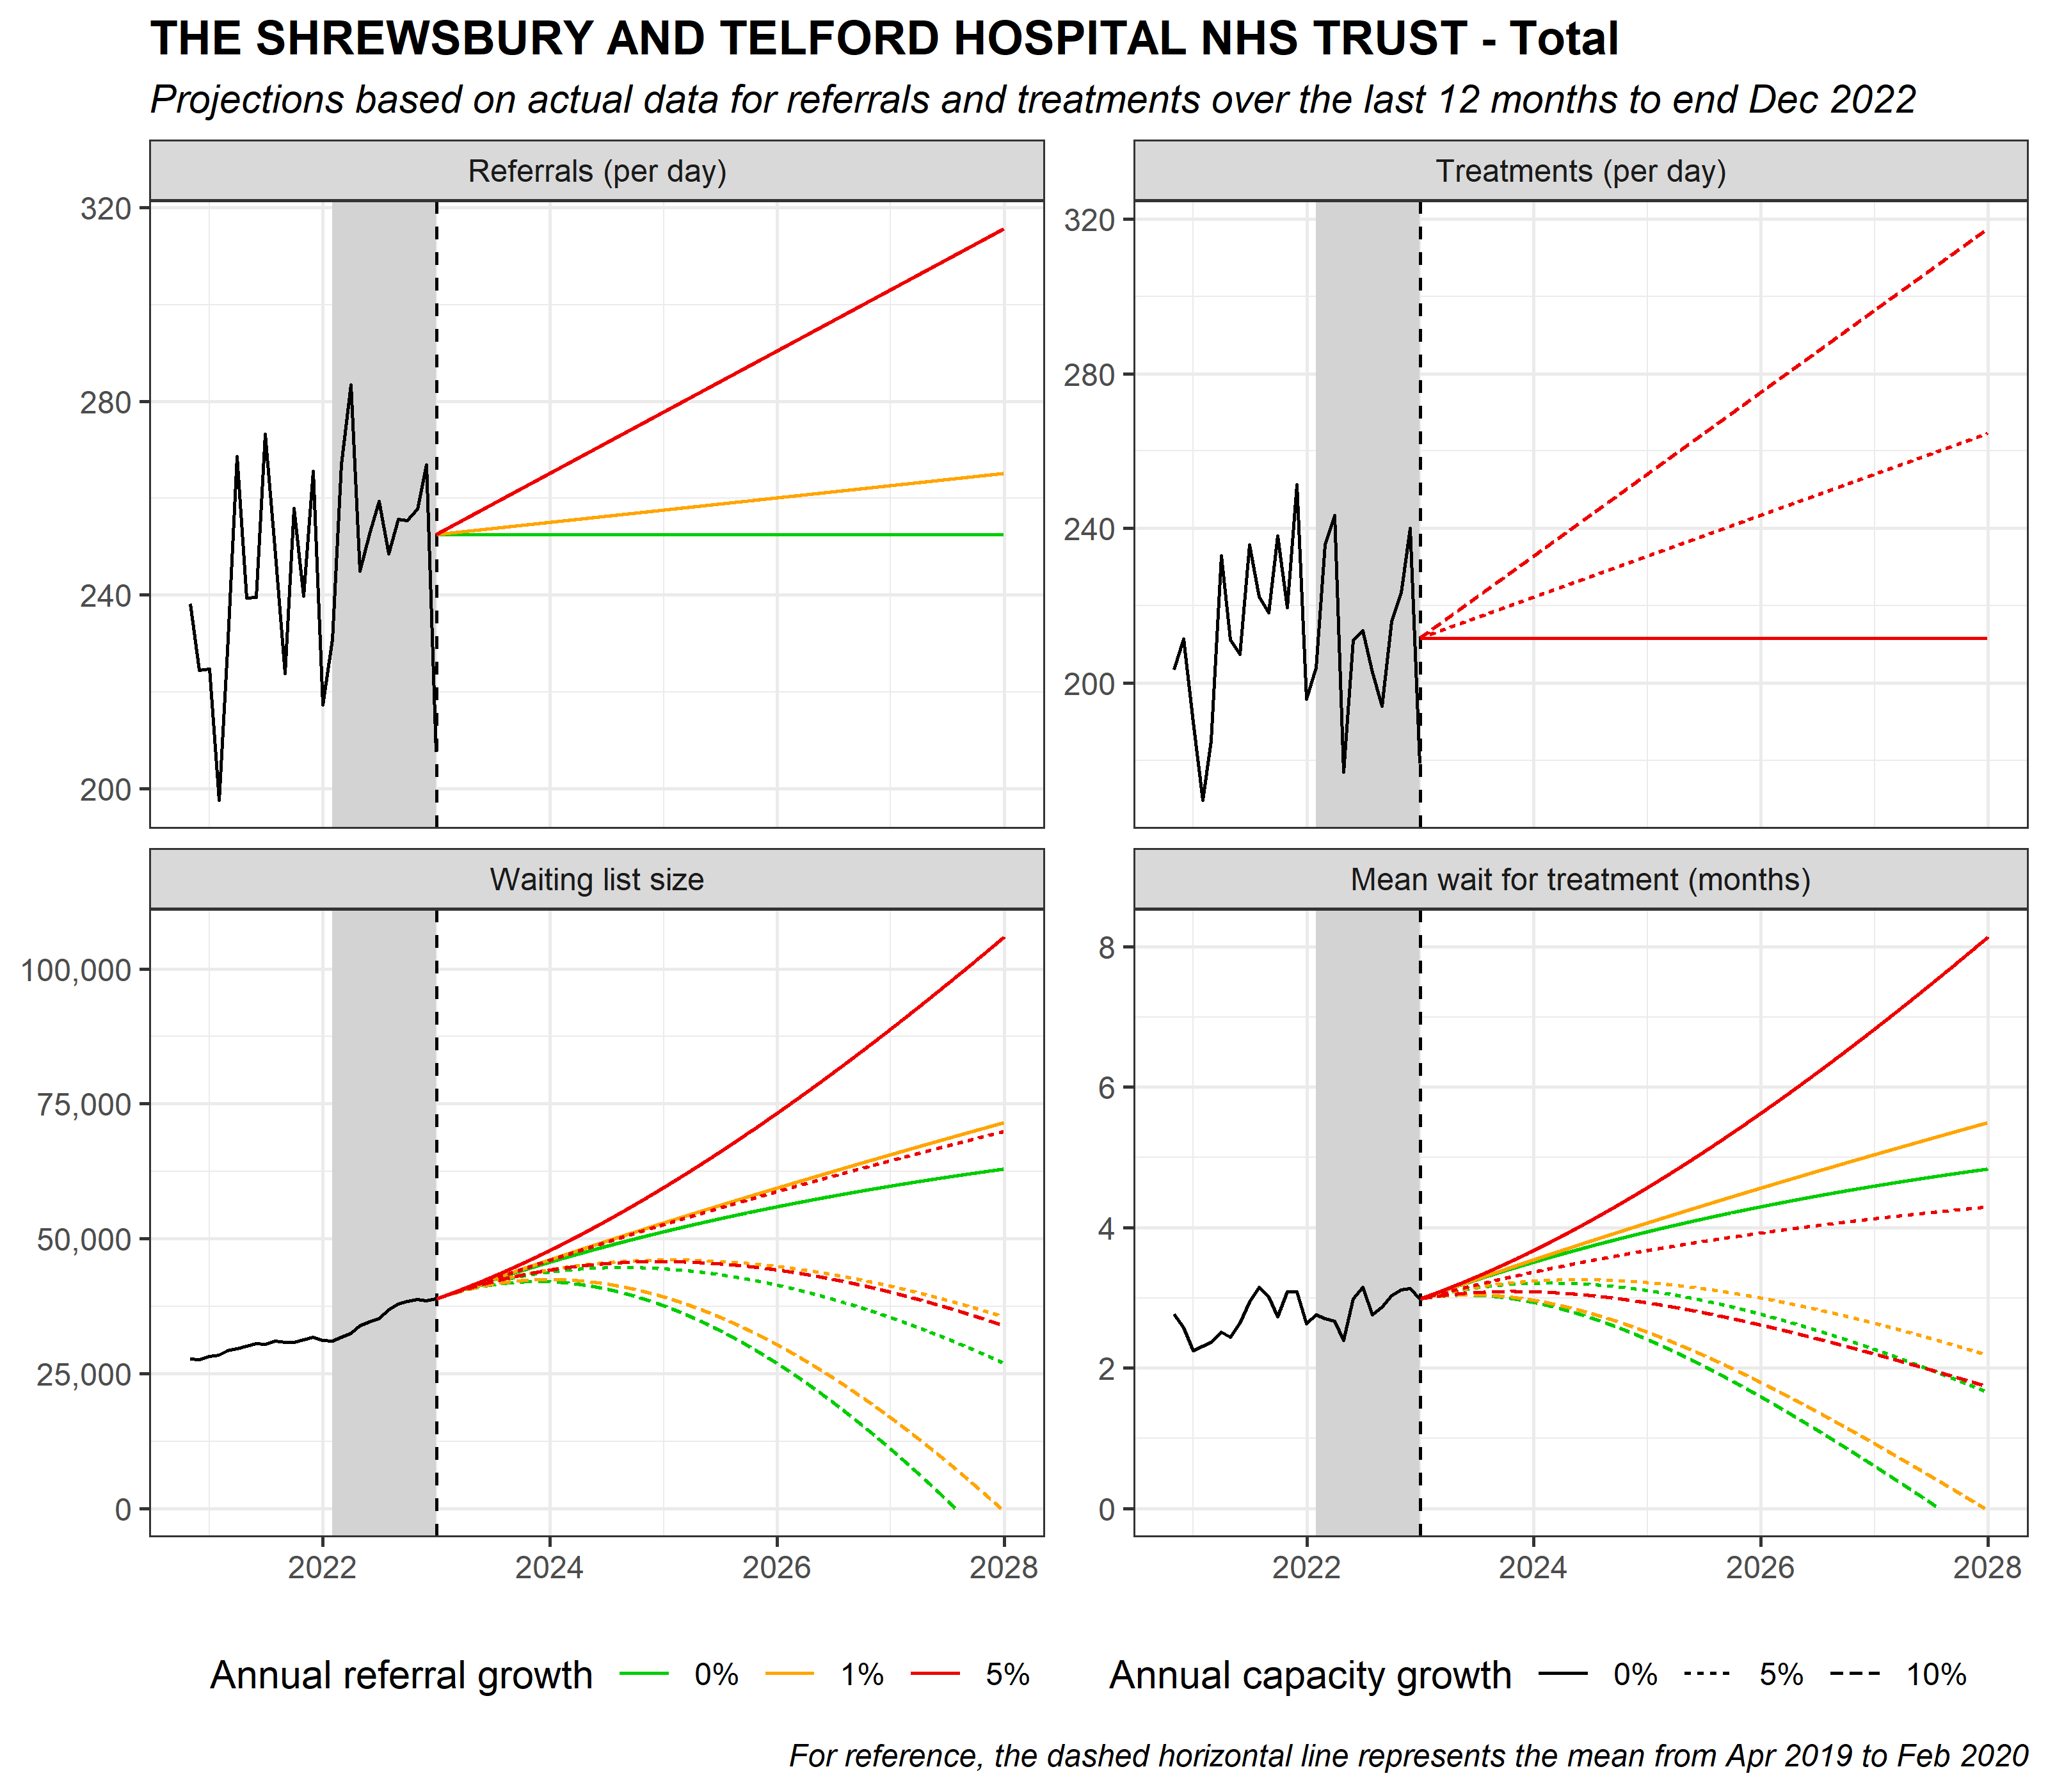 THE SHREWSBURY AND TELFORD HOSPITAL NHS TRUST - Total
Projections based on actual data for referrals and treatments over the last 12 months to end Dec 2022
Referrals (per day)
320
280
240
200
Treatments (per day)
320
280
240
200
Waiting list size
100,000
75,000
50,000
25,000
0
2022 2024 2026 2028
Mean wait for treatment (months)
8
6
4
2
0
2022 2024 2026 2028
Annual referral growth 0% 1% 5%
Annual capacity growth 0% 5% 10%
For reference, the dashed horizontal line represents the mean from Apr 2019 to Feb 2020